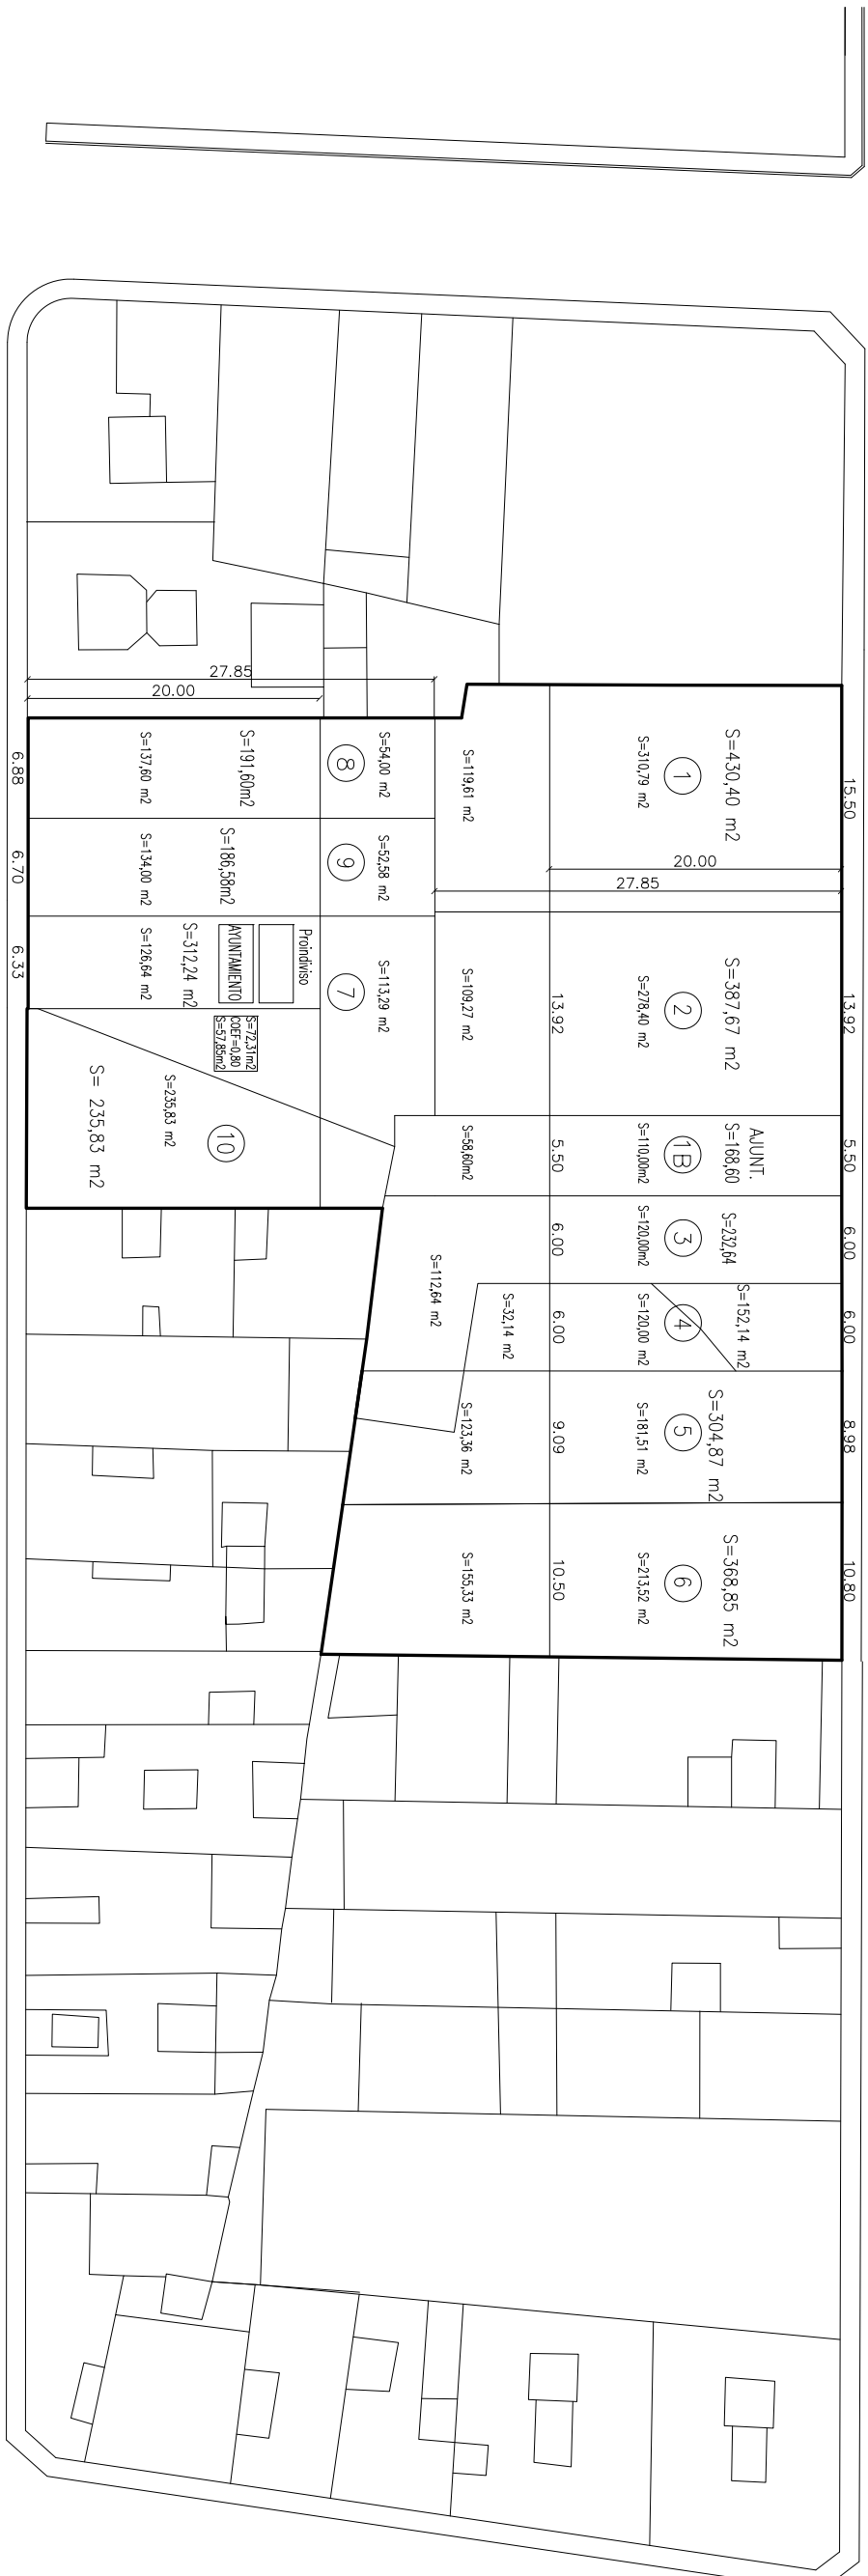 27.85
20.00
15.50
S=430,40 m2
1
S=310,79 m2
S=119,61 m2
20.00
27.85
13.92
S=387,67 m2
2
S=278,40 m2
13.92
S=109,27 m2
5.50
AJUNT.
S=168,60
1B
S=110,00m2
5.50
S=58,60m2
6.00
S=232,64
3
S=120,00m2
6.00
S=112,64 m2
6.00
S=152,14 m2
4
S=120,00 m2
6.00
S=32,14 m2
8,98
S=304,87 m2
5
S=181,51 m2
9.09
S=123,36 m2
10,80
S=368,85 m2
6
S=213,52 m2
10.50
S=155,33 m2
S=54,00 m2
8
S=191,60m2
S=137,60 m2
6.88
S=52,58 m2
9
S=186,58m2
S=134,00 m2
6.70
S=113,29 m2
7
Proindiviso
AYUNTAMIENTO
S=312,24 m2
S=126,64 m2
6.33
S=72,31m2
COEF=0,80
S=57,85m2
10
S=235,83 m2
S= 235,83 m2